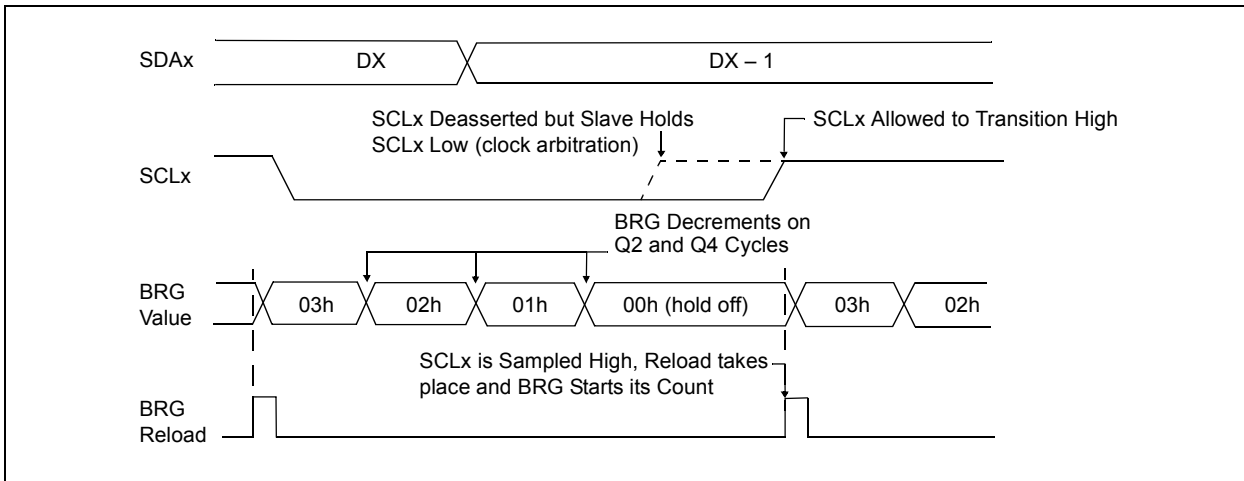 SDAx
DX
DX – 1
SCLx Deasserted but Slave Holds
SCLx Low (clock arbitration)
SCLx Allowed to Transition High
SCLx
BRG Decrements on
Q2 and Q4 Cycles
BRG
Value
03h
02h
01h
00h (hold off)
03h
02h
SCLx is Sampled High, Reload takes
place and BRG Starts its Count
BRG
Reload